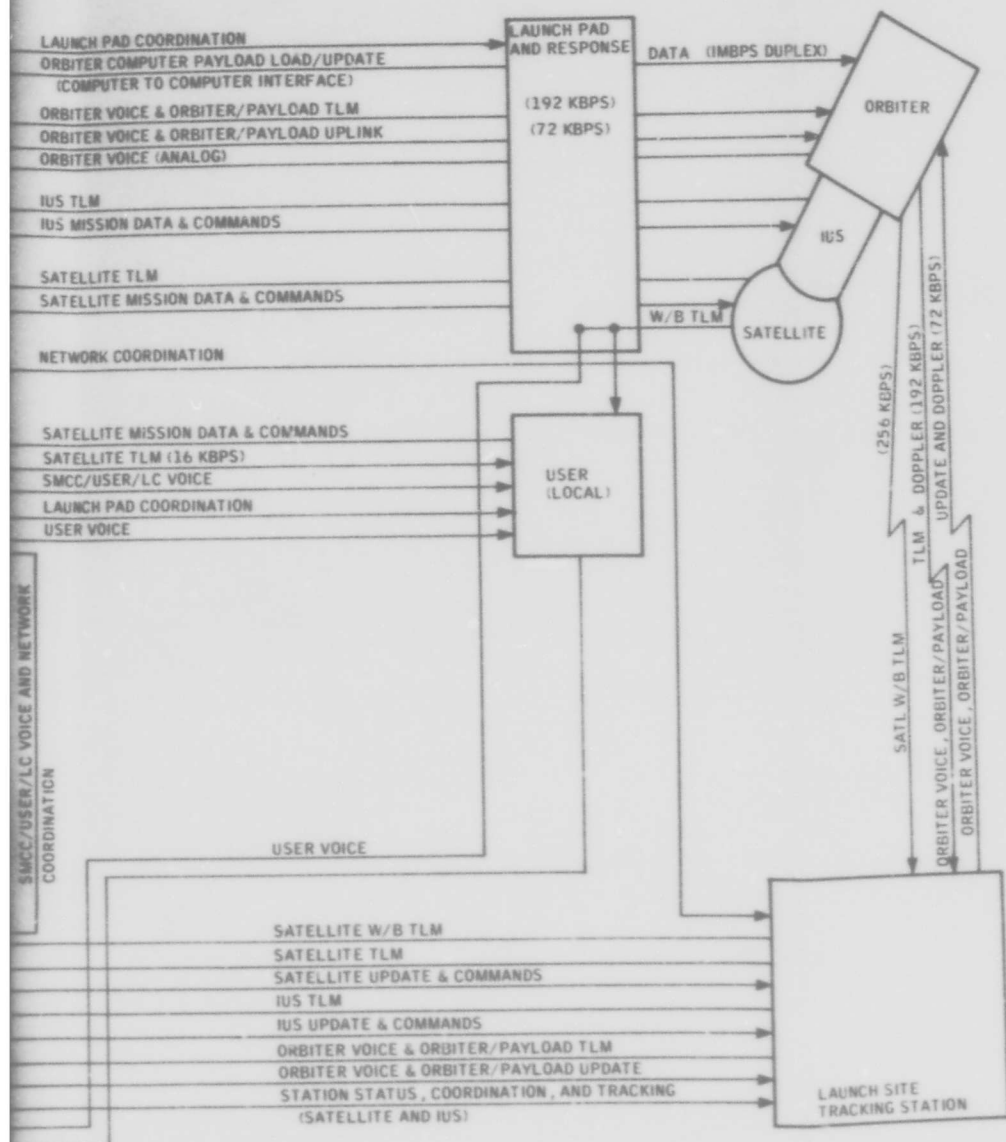 LAUNCH PAD COORDINATION
ORBITER COMPUTER PAYLOAD LOAD/UPDATE
(COMPUTER TO COMPUTER INTERFACE)
ORBITER VOICE & ORBITER/PAYLOAD TLM
ORBITER VOICE & ORBITER/PAYLOAD UPLINK
ORBITER VOICE (ANALOG)
IUS TLM
IUS MISSION DATA & COMMANDS
SATELLITE TLM
SATELLITE MISSION DATA & COMMANDS
NETWORK COORDINATION
LAUNCH PAD
AND RESPONSE
(192 KBPS)
(72 KBPS)
DATA (IMBPS DUPLEX)
ORBITER
IUS
SATELLITE
W/B TLM
SATELLITE MISSION DATA & COMMANDS
SATELLITE TLM (16 KBPS)
SMCC/USER/LC VOICE
LAUNCH PAD COORDINATION
USER VOICE
USER
(LOCAL)
(256 KBPS)
SATL W/B TLM
TLM & DOPPLER (192 KBPS)
ORBITER VOICE, ORBITER/PAYLOAD
UPDATE AND DOPPLER (72 KBPS)
ORBITER VOICE, ORBITER/PAYLOAD
SMCC/USER/LC VOICE AND NETWORK
COORDINATION
USER VOICE
SATELLITE W/B TLM
SATELLITE TLM
SATELLITE UPDATE & COMMANDS
IUS TLM
IUS UPDATE & COMMANDS
ORBITER VOICE & ORBITER/PAYLOAD TLM
ORBITER VOICE & ORBITER/PAYLOAD UPDATE
STATION STATUS, COORDINATION, AND TRACKING
(SATELLITE AND IUS)
LAUNCH SITE
TRACKING STATION